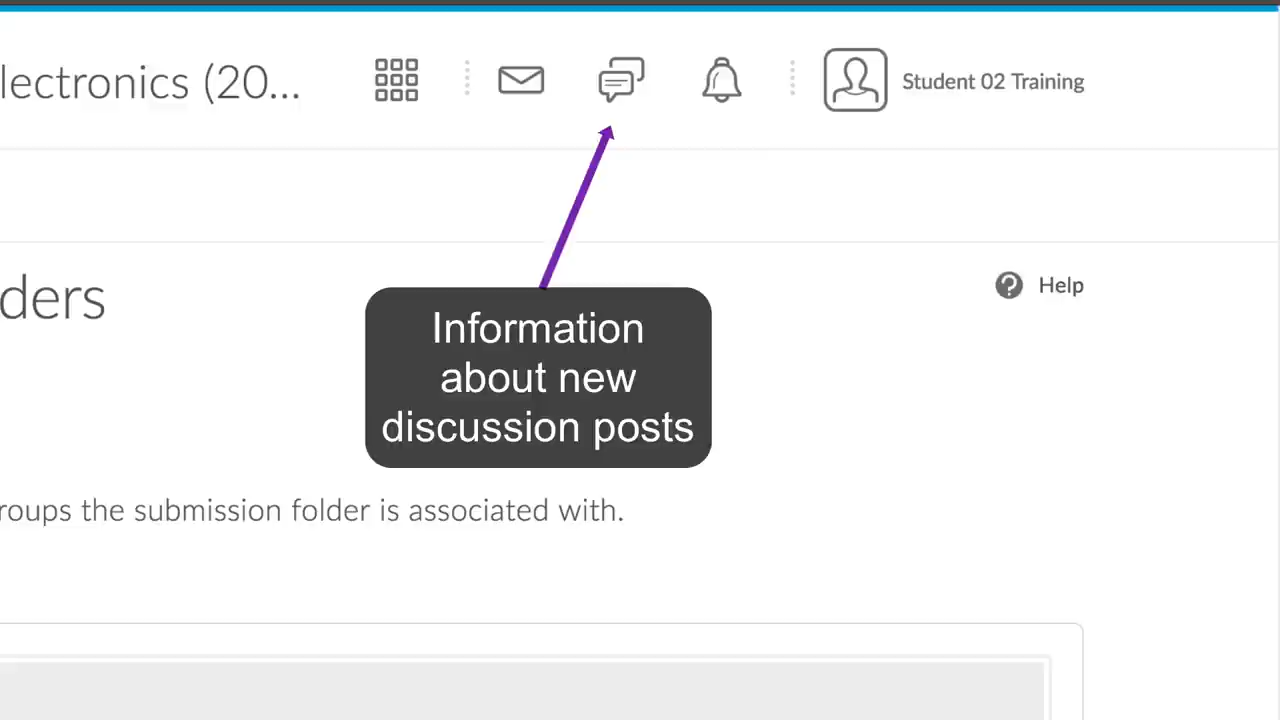 lectronics (20...
Student 02 Training
ders
Help
Information
about new
discussion posts
roups the submission folder is associated with.